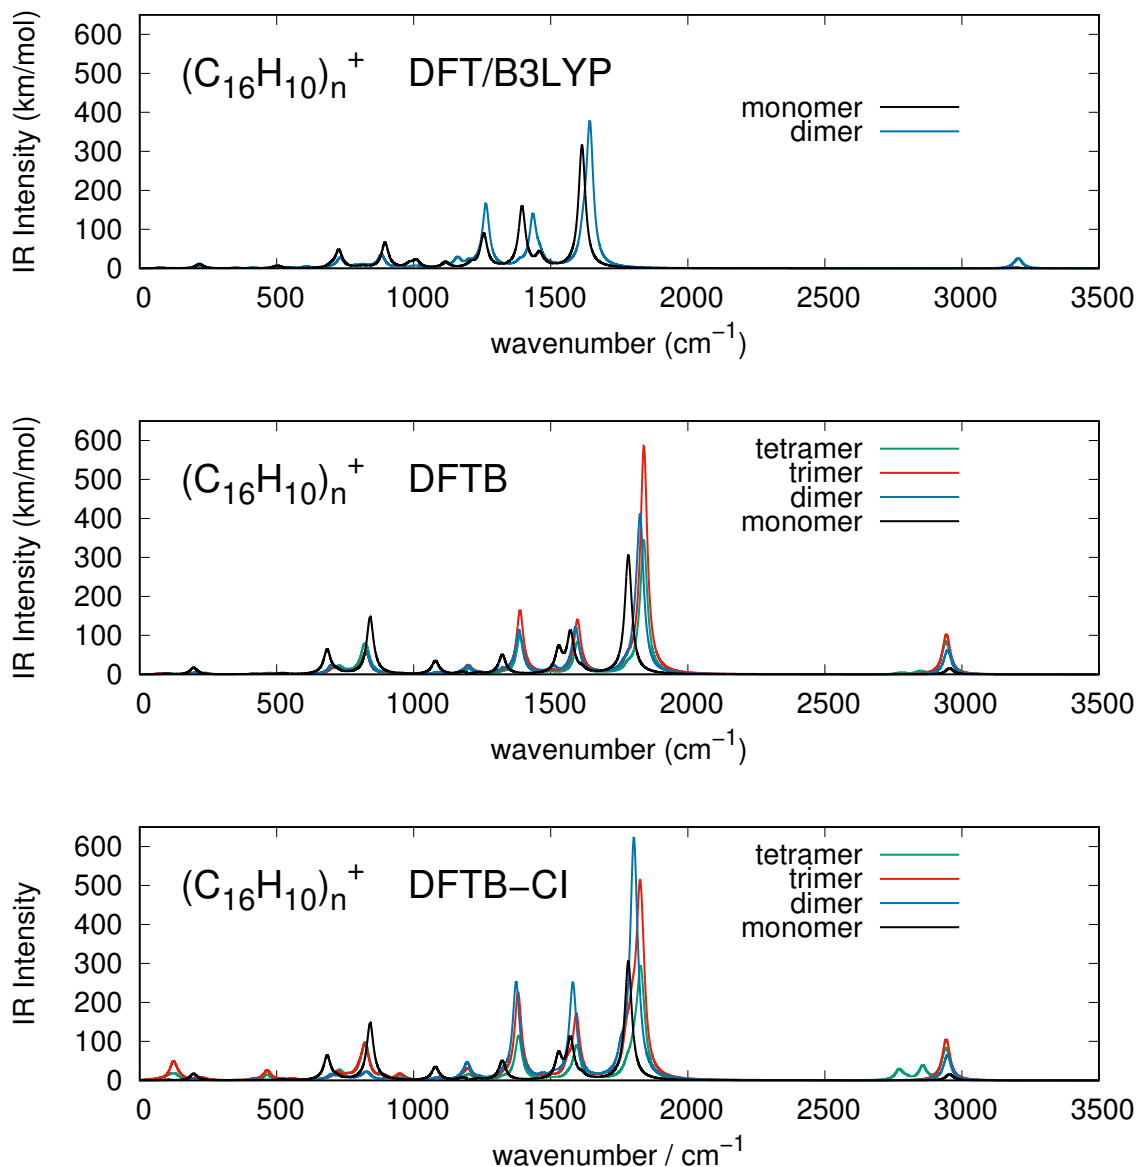 (C16H10)n+ DFT/B3LYP
IR Intensity (km/mol)
600
500
400
300
200
100
0
monomer
dimer
0 500 1000 1500 2000 2500 3000 3500
wavenumber (cm−1)
(C16H10)n+ DFTB
IR Intensity (km/mol)
600
500
400
300
200
100
0
tetramer
trimer
dimer
monomer
0 500 1000 1500 2000 2500 3000 3500
wavenumber (cm−1)
(C16H10)n+ DFTB−CI
IR Intensity
600
500
400
300
200
100
0
tetramer
trimer
dimer
monomer
0 500 1000 1500 2000 2500 3000 3500
wavenumber / cm−1